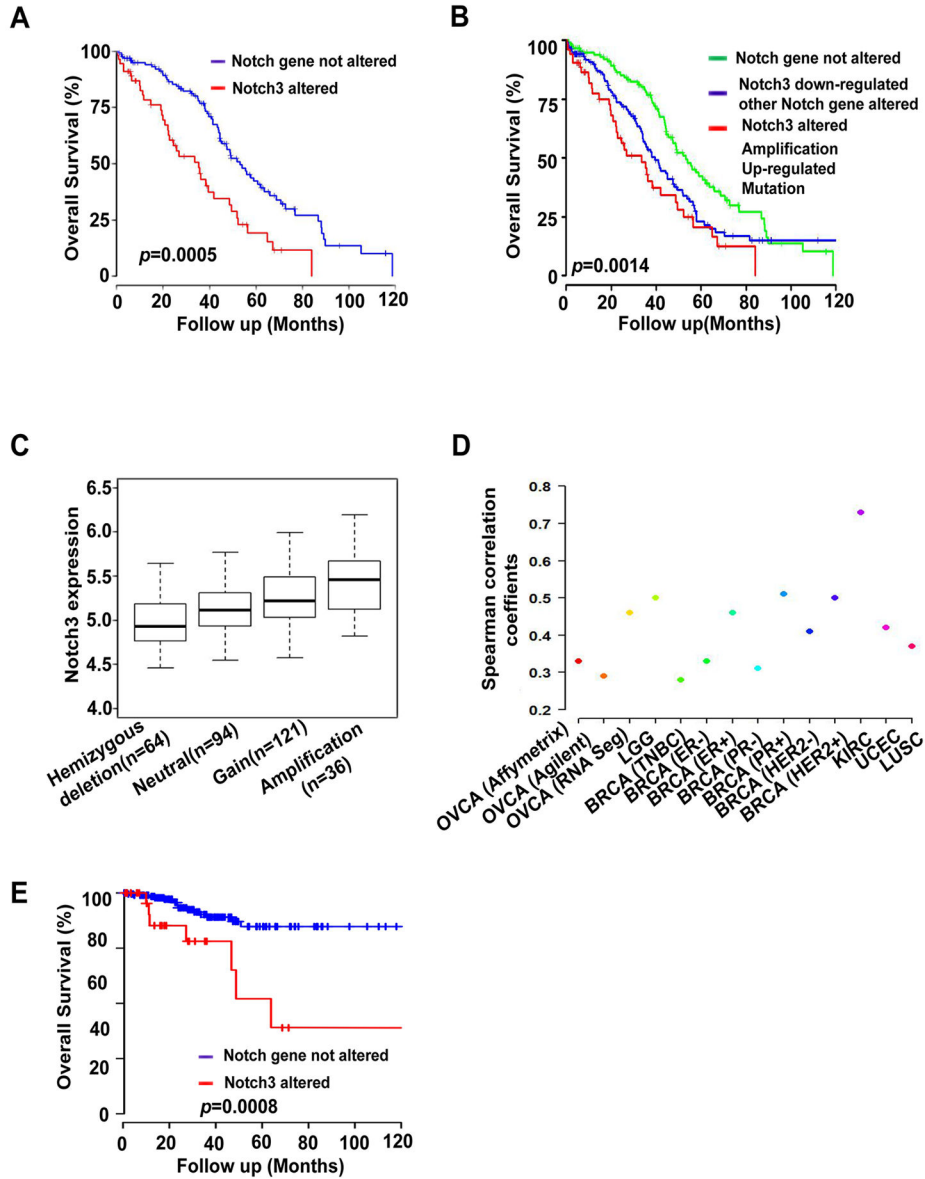 A
Overall Survival (%)
100
75
50
25
0
Notch gene not altered
Notch3 altered
p=0.0005
0 20 40 60 80 100 120
Follow up (Months)
B
Overall Survival (%)
100
75
50
25
0
Notch gene not altered
Notch3 down-regulated
other Notch gene altered
Notch3 altered
Amplification
Up-regulated
Mutation
p=0.0014
0 20 40 60 80 100 120
Follow up(Months)
C
Notch3 expression
6.5
6.0
5.5
5.0
4.5
4.0
Hemizygous
deletion(n=64)
Neutral(n=94)
Gain(n=121)
Amplification
(n=36)
D
Spearman correlation
coeffients
0.8
0.7
0.6
0.5
0.4
0.3
0.2
OVCA (Affymetrix)
OVCA (Agilent)
OVCA (RNA Seg)
LGG
BRCA (TNBC)
BRCA (ER-)
BRCA (ER+)
BRCA (PR-)
BRCA (PR+)
BRCA (HER2-)
BRCA (HER2+)
KIRC
UCEC
LUSC
E
Overall Survival (%)
100
80
60
40
20
0
Notch gene not altered
Notch3 altered
p=0.0008
0 20 40 60 80 100 120
Follow up (Months)